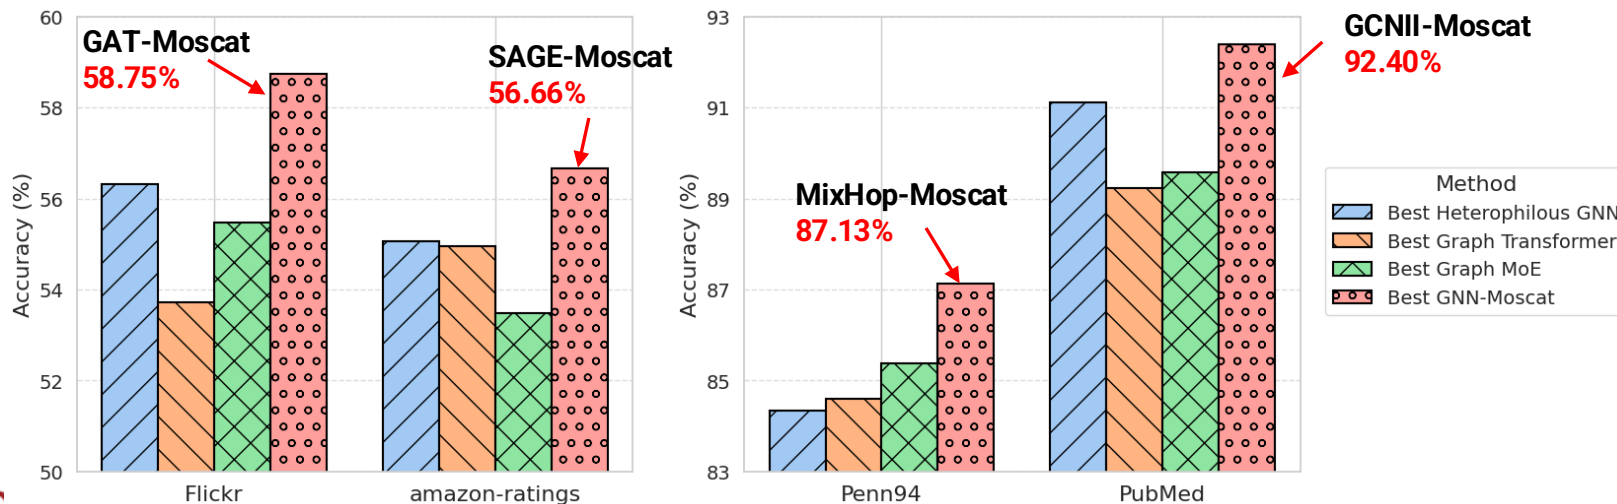 60
58
56
54
52
50
Accuracy (%)
GAT-Moscat
58.75%
SAGE-Moscat
56.66%
Flickr
amazon-ratings
93
91
89
87
85
83
Accuracy (%)
MixHop-Moscat
87.13%
GCNII-Moscat
92.40%
Penn94
PubMed
Method
Best Heterophilous GNN
Best Graph Transformer
Best Graph MoE
Best GNN-Moscat